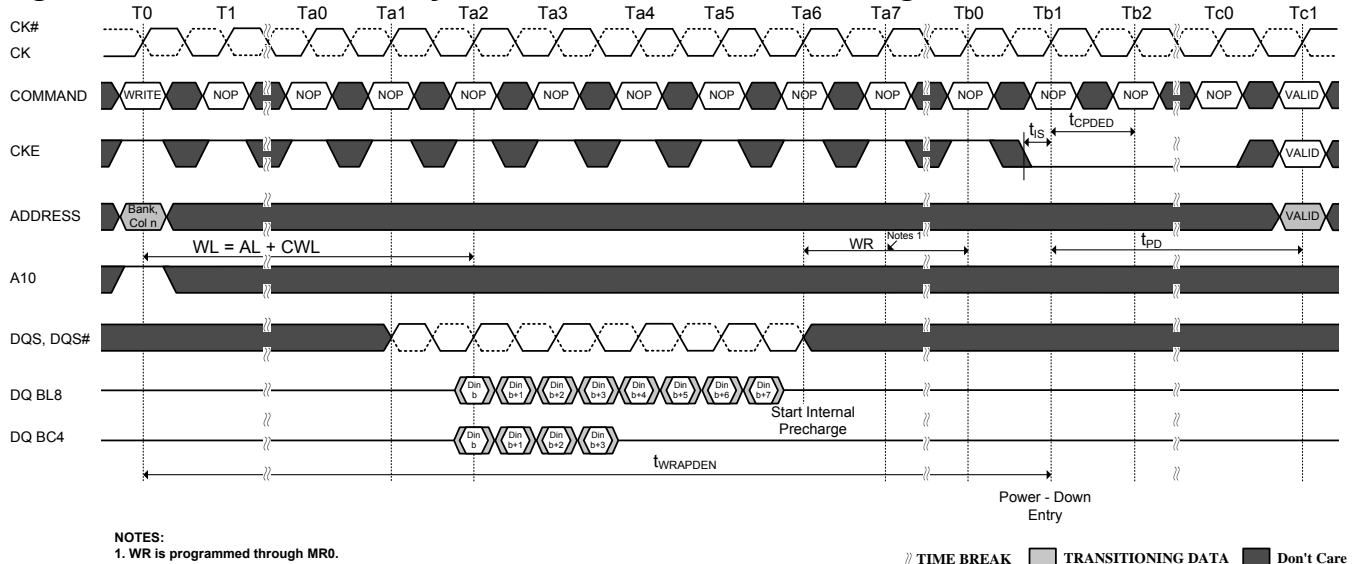 T0 T1 Ta0 Ta1 Ta2 Ta3 Ta4 Ta5 Ta6 Ta7 Tb0 Tb1 Tb2 Tc0 Tc1
CK#
CK
COMMAND WRITE NOP NOP NOP NOP NOP NOP NOP NOP NOP NOP NOP NOP NOP VALID
tIS tCPDED
CKE VALID
ADDRESS Bank, Col n VALID
WL = AL + CWL WR Notes 1 tPD
A10
DQS, DQS#
DQ BL8 Din b Din b+1 Din b+2 Din b+3 Din b+4 Din b+5 Din b+6 Din b+7
Start Internal
Precharge
DQ BC4 Din b Din b+1 Din b+2 Din b+3
tWRAPDEN
Power - Down
Entry
NOTES:
1. WR is programmed through MR0.
TIME BREAK TRANSITIONING DATA Don't Care